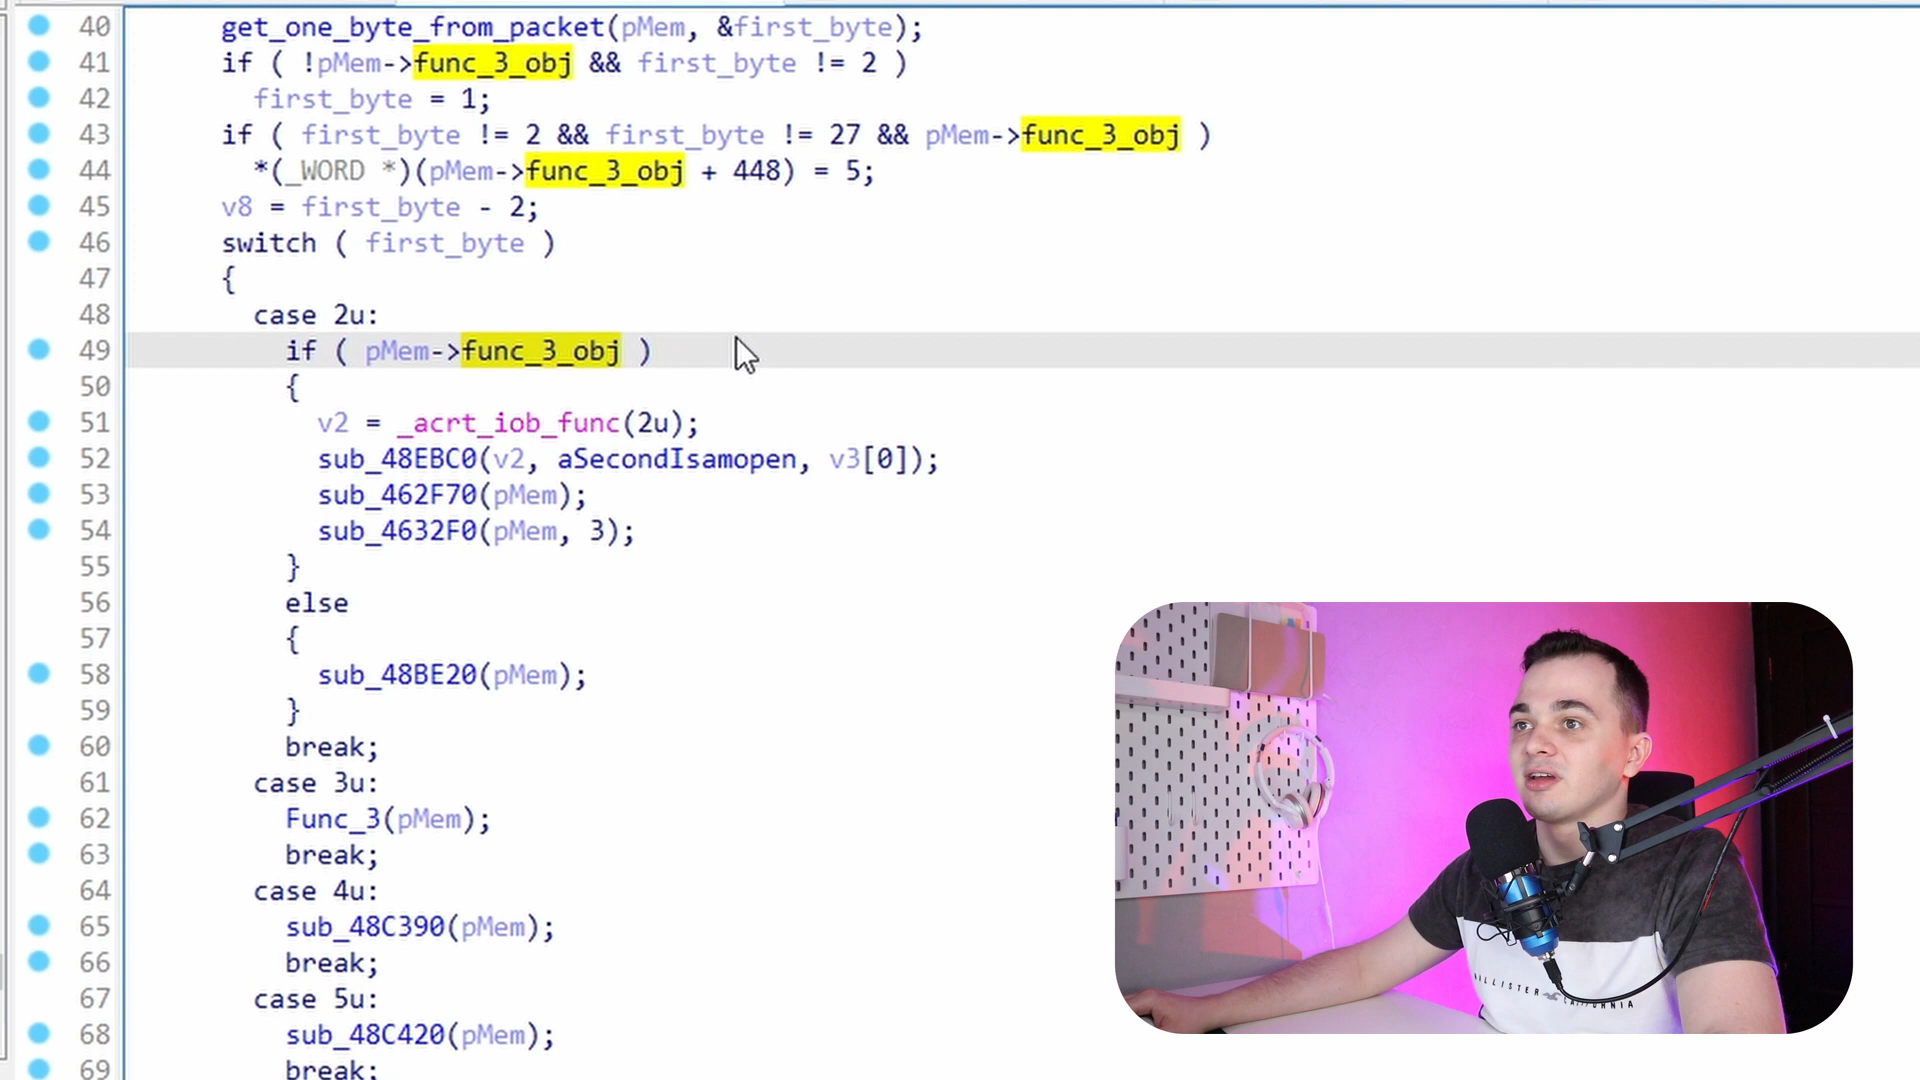 40 get_one_byte_from_packet(pMem, &first_byte);
41 if ( !pMem->func_3_obj && first_byte != 2 )
42 first_byte = 1;
43 if ( first_byte != 2 && first_byte != 27 && pMem->func_3_obj )
44 *(_WORD *)(pMem->func_3_obj + 448) = 5;
45 v8 = first_byte - 2;
46 switch ( first_byte )
47 {
48 case 2u:
49 if ( pMem->func_3_obj )
50 {
51 v2 = _acrt_iob_func(2u);
52 sub_48EBC0(v2, aSecondIsamopen, v3[0]);
53 sub_462F70(pMem);
54 sub_4632F0(pMem, 3);
55 }
56 else
57 {
58 sub_48BE20(pMem);
59 }
60 break;
61 case 3u:
62 Func_3(pMem);
63 break;
64 case 4u:
65 sub_48C390(pMem);
66 break;
67 case 5u:
68 sub_48C420(pMem);
69 break;
HOLLISTER CALIFORNIA